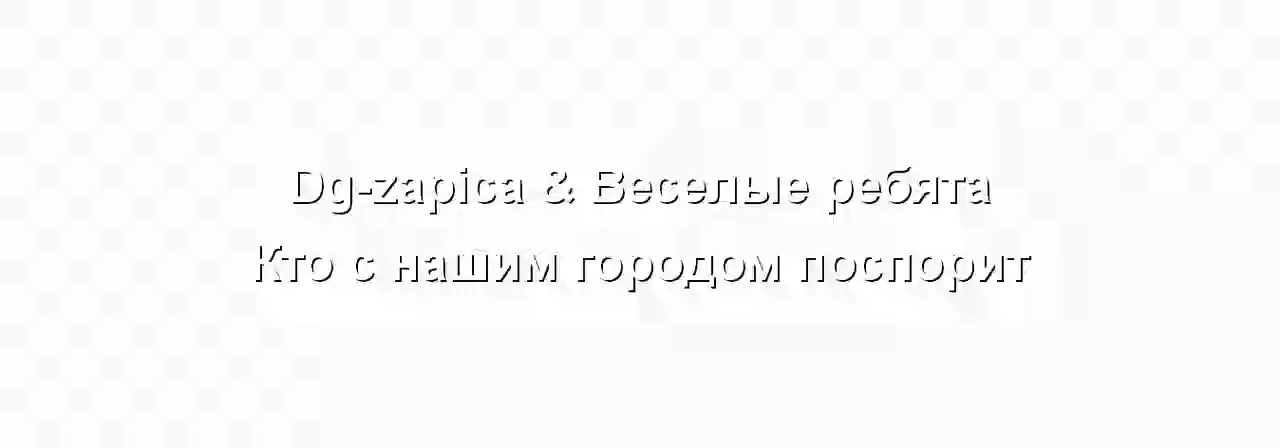 Dg-zapica & Веселые ребята
Кто с нашим городом поспорит